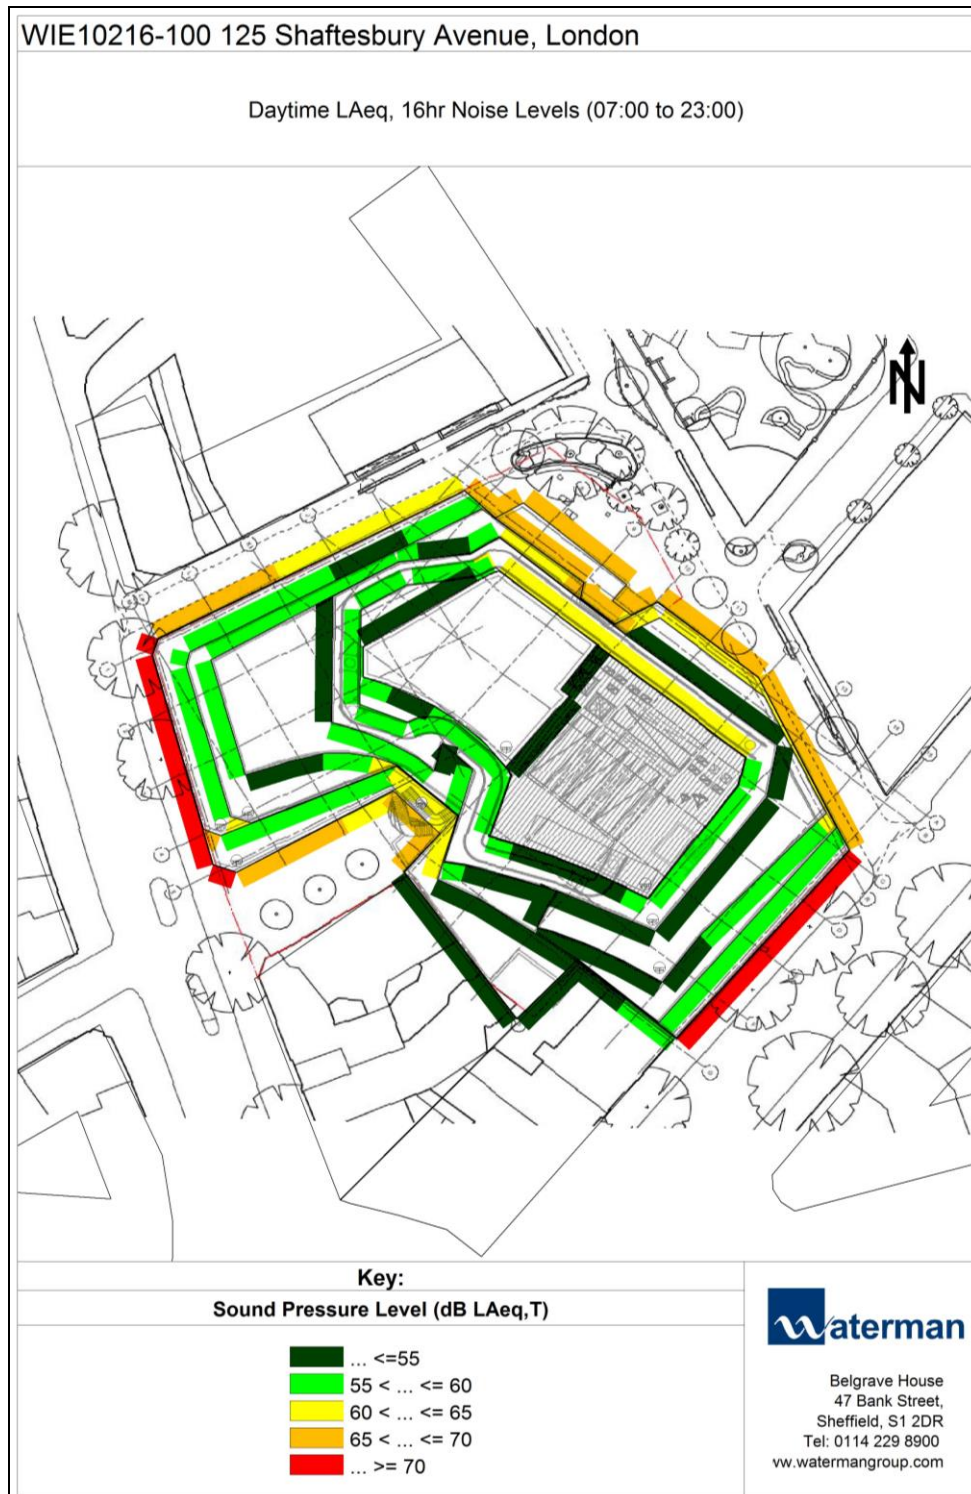 WIE10216-100 125 Shaftesbury Avenue, London
Daytime LAeq, 16hr Noise Levels (07:00 to 23:00)
N
Key:
Sound Pressure Level (dB LAeq,T)
... <=55
55 < ... <= 60
60 < ... <= 65
65 < ... <= 70
... >= 70
Waterman
Belgrave House
47 Bank Street,
Sheffield, S1 2DR
Tel: 0114 229 8900
vw.watermangroup.com